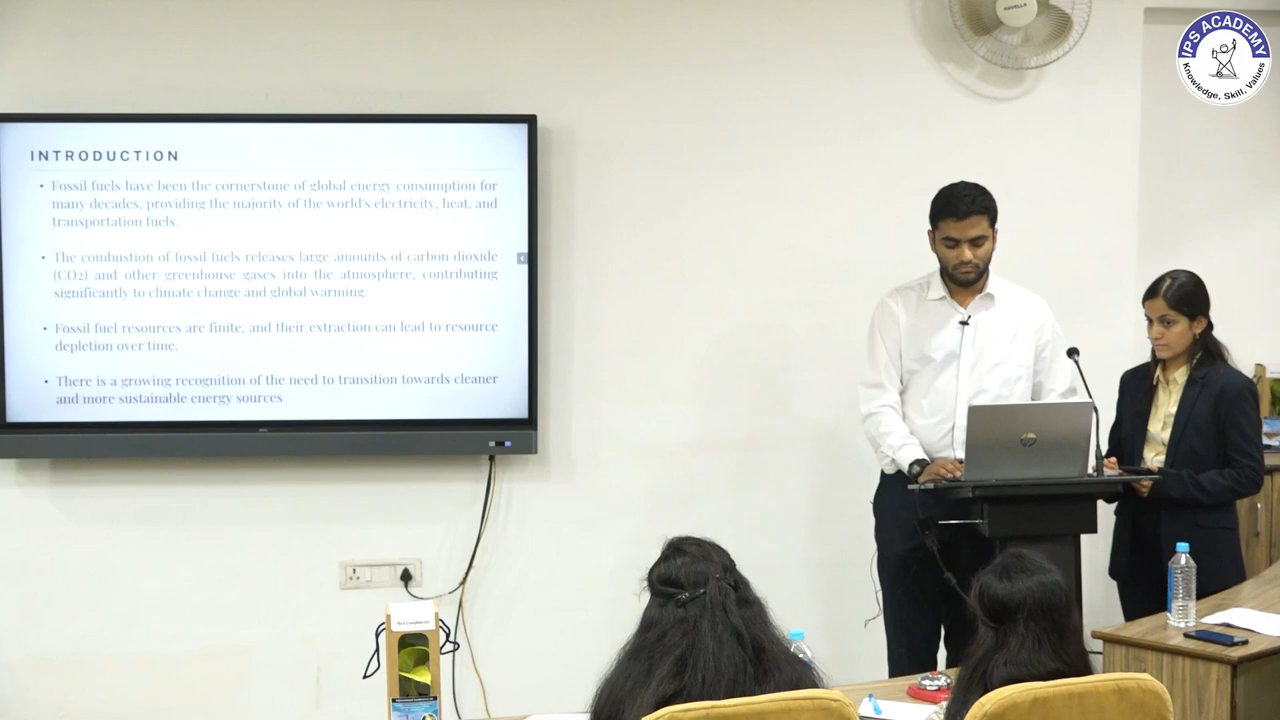 HAVELLS
IPS ACADEMY
Knowledge, Skill, Values
INTRODUCTION
• Fossil fuels have been the cornerstone of global energy consumption for
many decades, providing the majority of the world's electricity, heat, and
transportation fuels.
• The combustion of fossil fuels releases large amounts of carbon dioxide
(CO2) and other greenhouse gases into the atmosphere, contributing
significantly to climate change and global warming.
• Fossil fuel resources are finite, and their extraction can lead to resource
depletion over time.
• There is a growing recognition of the need to transition towards cleaner
and more sustainable energy sources
hp